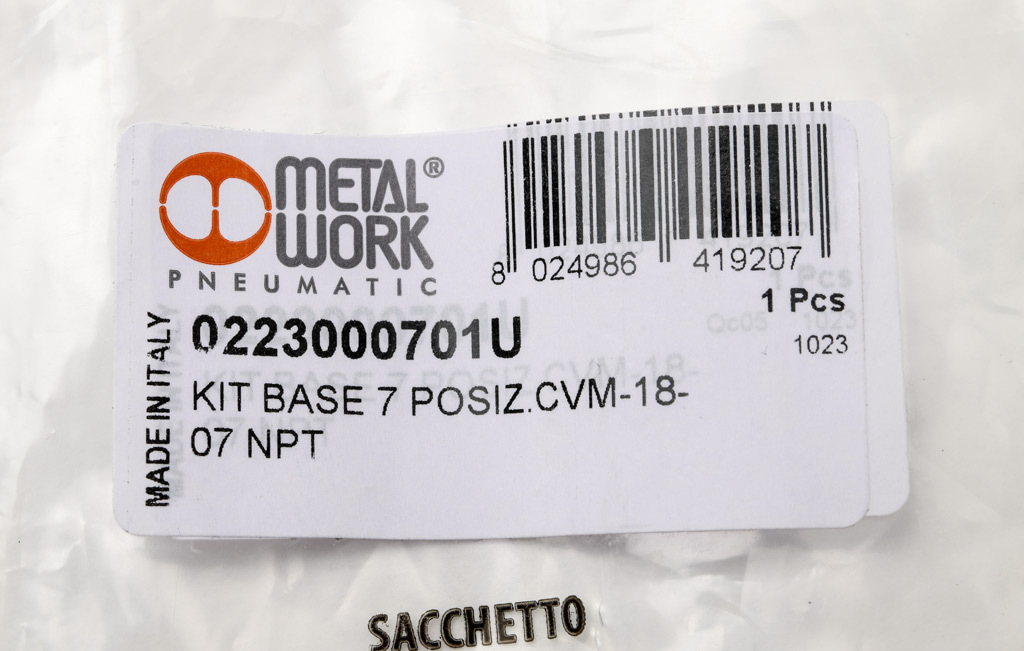 METAL®
WORK
PNEUMATIC
8 024986 419207
1 Pcs
1023
MADE IN ITALY
0223000701U
KIT BASE 7 POSIZ.CVM-18-
07 NPT
SACCHETTO